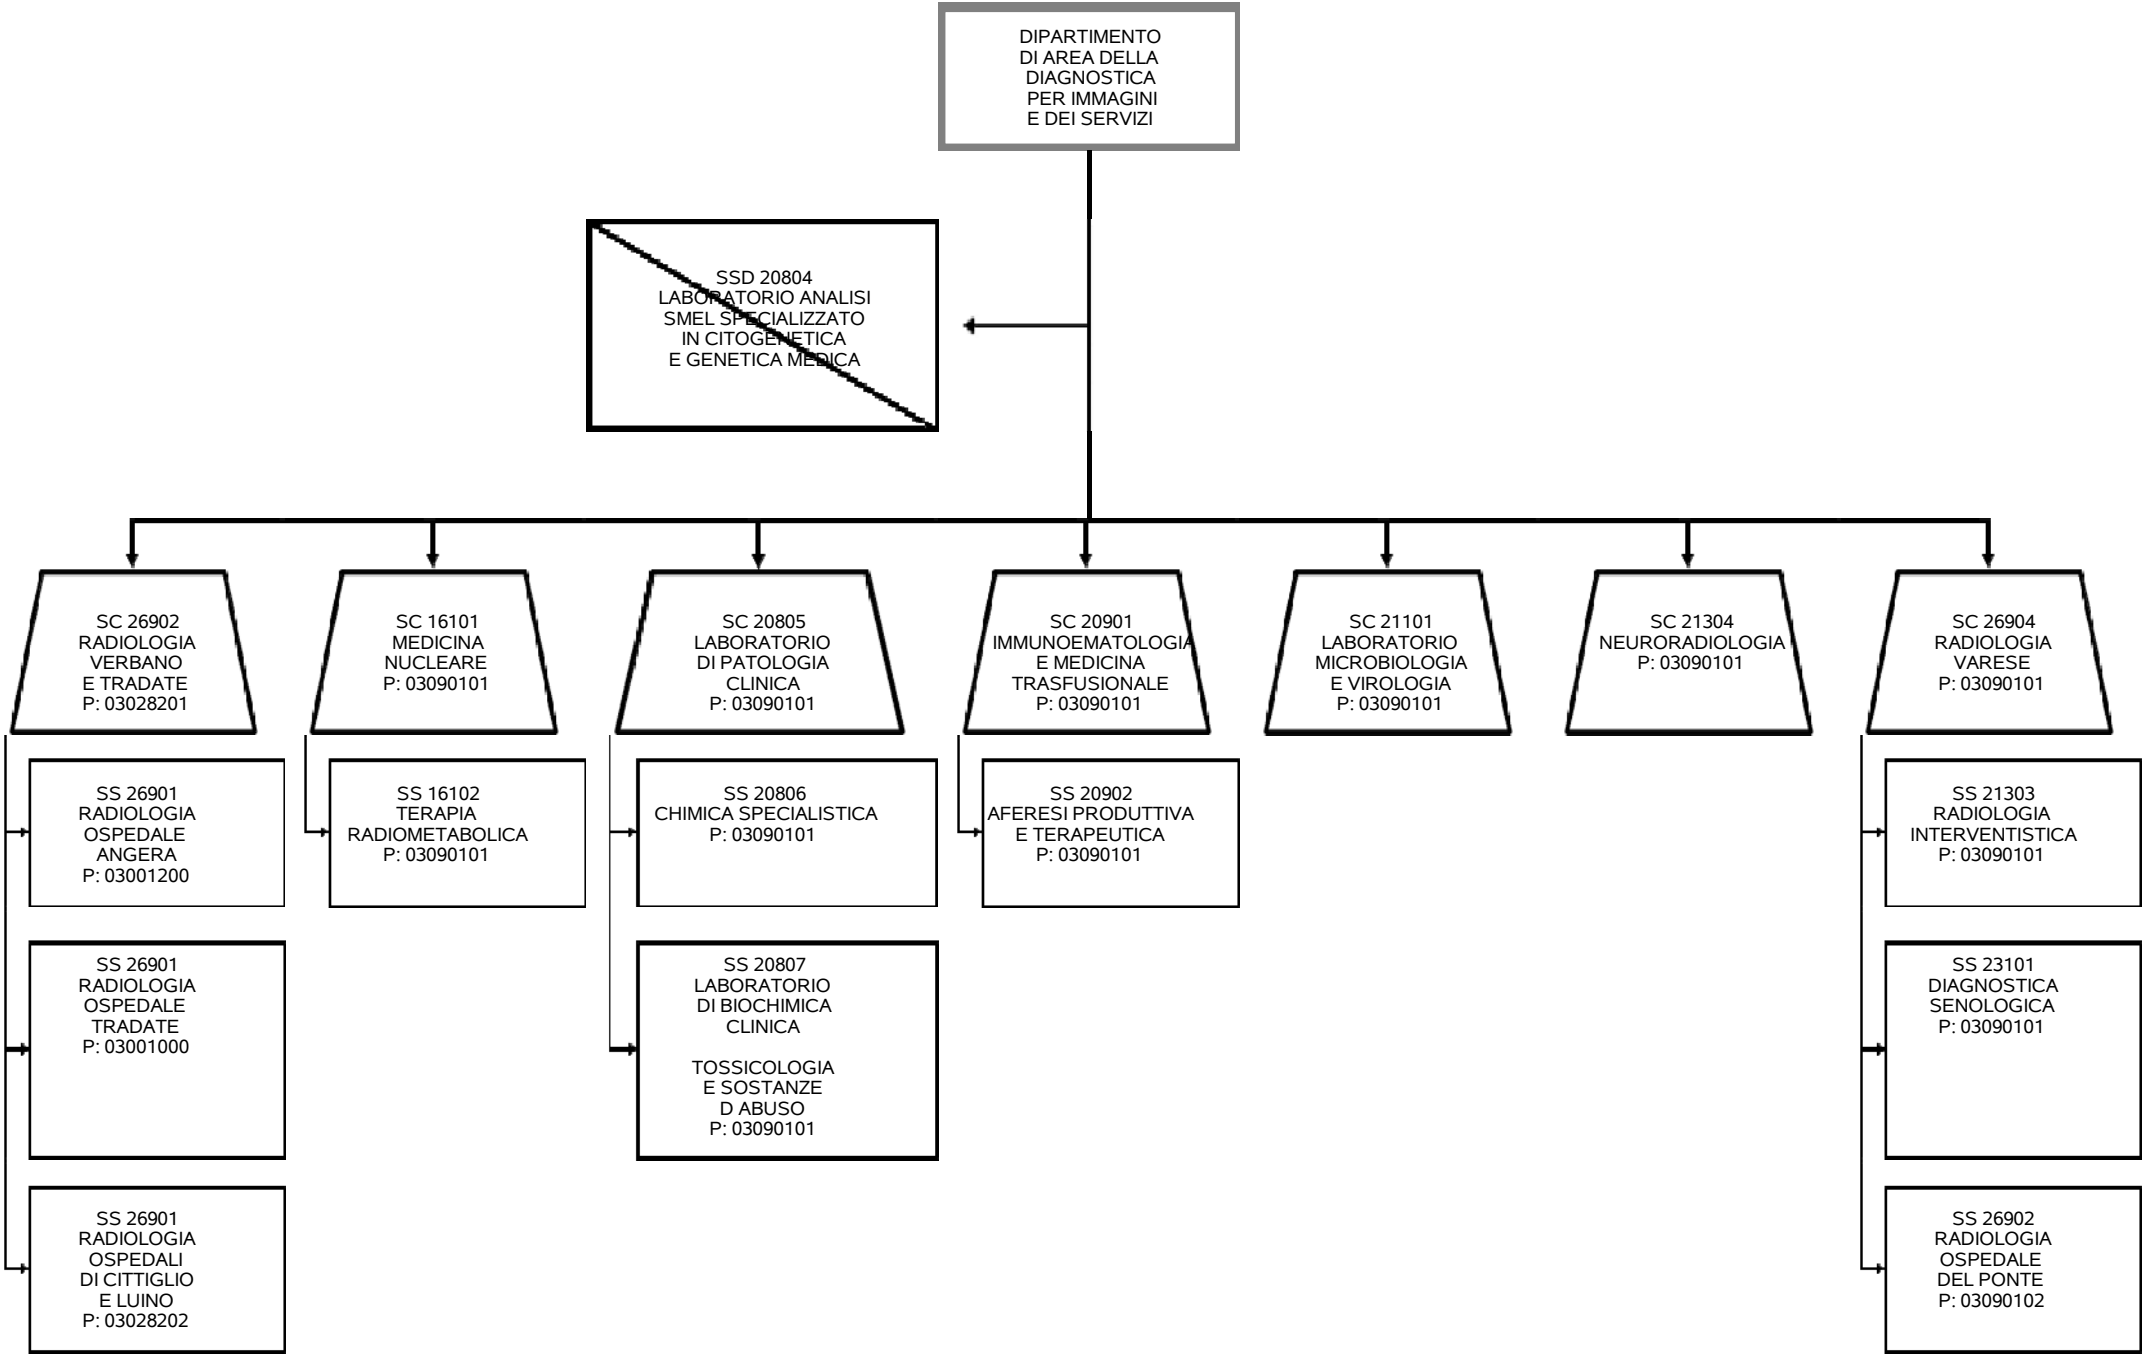 DIPARTIMENTO
DI AREA DELLA
DIAGNOSTICA
PER IMMAGINI
E DEI SERVIZI
SSD 20804
LABORATORIO ANALISI
SMEL SPECIALIZZATO
IN CITOGENETICA
E GENETICA MEDICA
SC 26902
RADIOLOGIA
VERBANO
E TRADATE
P: 03028201
SC 16101
MEDICINA
NUCLEARE
P: 03090101
SC 20805
LABORATORIO
DI PATOLOGIA
CLINICA
P: 03090101
SC 20901
IMMUNOEMATOLOGIA
E MEDICINA
TRASFUSIONALE
P: 03090101
SC 21101
LABORATORIO
MICROBIOLOGIA
E VIROLOGIA
P: 03090101
SC 21304
NEURORADIOLOGIA
P: 03090101
SC 26904
RADIOLOGIA
VARESE
P: 03090101
SS 26901
RADIOLOGIA
OSPEDALE
ANGERA
P: 03001200
SS 16102
TERAPIA
RADIOMETABOLICA
P: 03090101
SS 20806
CHIMICA SPECIALISTICA
P: 03090101
SS 20902
AFERESI PRODUTTIVA
E TERAPEUTICA
P: 03090101
SS 21303
RADIOLOGIA
INTERVENTISTICA
P: 03090101
SS 26901
RADIOLOGIA
OSPEDALE
TRADATE
P: 03001000
SS 20807
LABORATORIO
DI BIOCHIMICA
CLINICA
TOSSICOLOGIA
E SOSTANZE
D ABUSO
P: 03090101
SS 23101
DIAGNOSTICA
SENOLOGICA
P: 03090101
SS 26901
RADIOLOGIA
OSPEDALI
DI CITTIGLIO
E LUINO
P: 03028202
SS 26902
RADIOLOGIA
OSPEDALE
DEL PONTE
P: 03090102